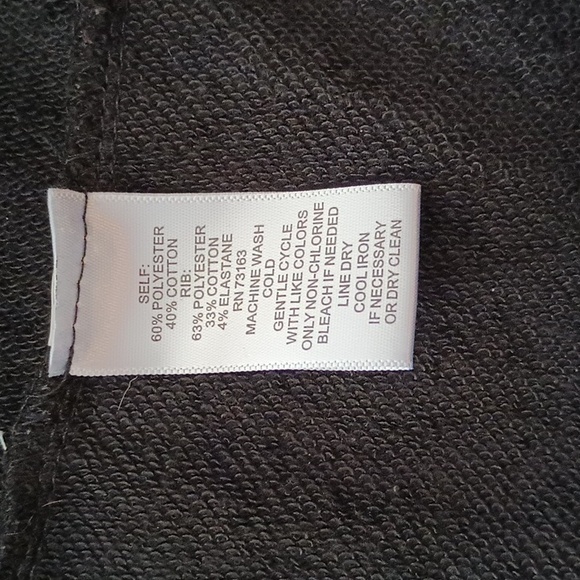 SELF:
60% POLYESTER
40% COTTON
RIB:
63% POLYESTER
33% COTTON
4% ELASTANE
RN 73163
MACHINE WASH
COLD
GENTLE CYCLE
WITH LIKE COLORS
ONLY NON-CHLORINE
BLEACH IF NEEDED
LINE DRY
COOL IRON
IF NECESSARY
OR DRY CLEAN